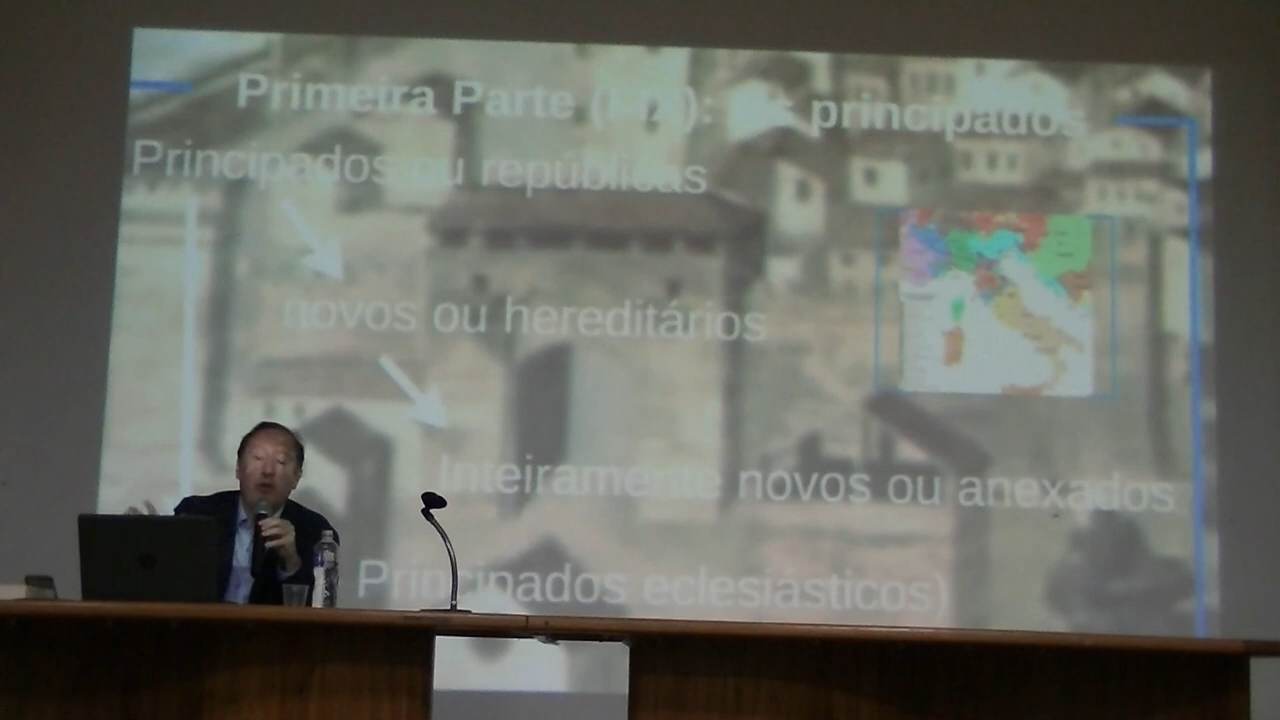 Primeira Parte principados
Principados ou repúblicas
novos ou hereditários
Inteiramente novos ou anexados
Principados eclesiásticos)